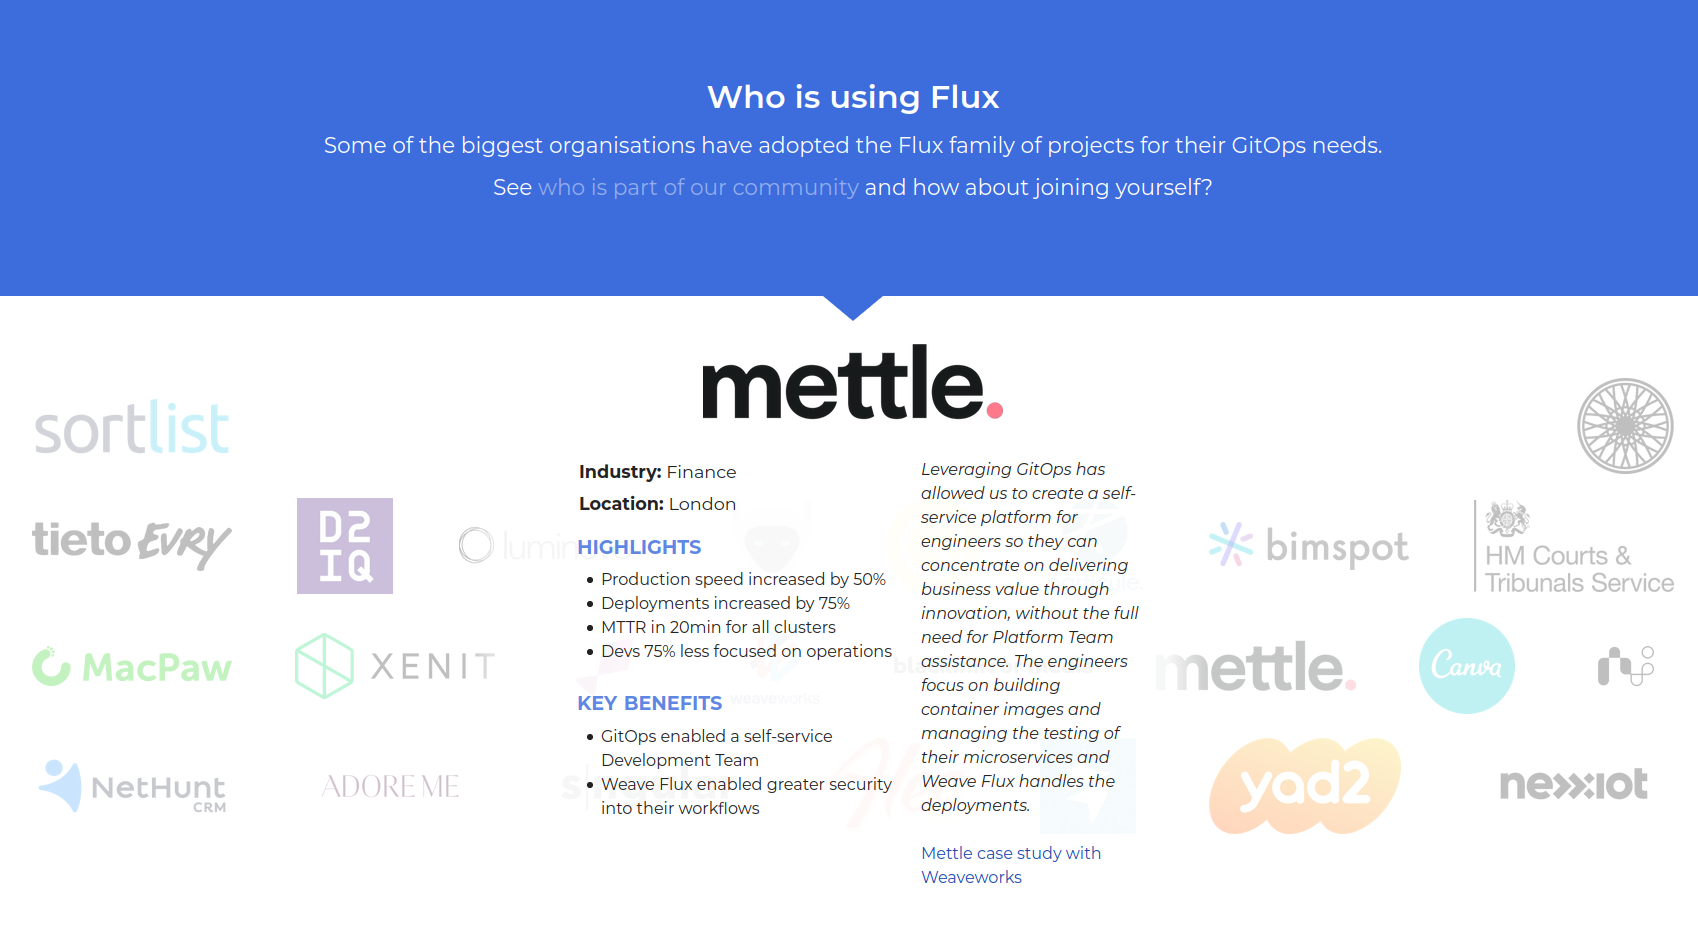 Who is using Flux
Some of the biggest organisations have adopted the Flux family of projects for their GitOps needs.
See who is part of our community and how about joining yourself?
mettle.
Industry: Finance
Location: London
HIGHLIGHTS
Production speed increased by 50%
Deployments increased by 75%
MTTR in 20min for all clusters
Devs 75% less focused on operations
KEY BENEFITS
GitOps enabled a self-service
Development Team
Weave Flux enabled greater security
into their workflows
Leveraging GitOps has
allowed us to create a self-
service platform for
engineers so they can
concentrate on delivering
business value through
innovation, without the full
need for Platform Team
assistance. The engineers
focus on building
container images and
managing the testing of
their microservices and
Weave Flux handles the
deployments.
Mettle case study with
Weaveworks
sortlist
tieto Evry
D2
IQ
bimspot
HM Courts &
Tribunals Service
MacPaw
XENIT
weaveworks
mettle.
Canva
NetHunt
CRM
ADORE ME
yad2
nexxiot